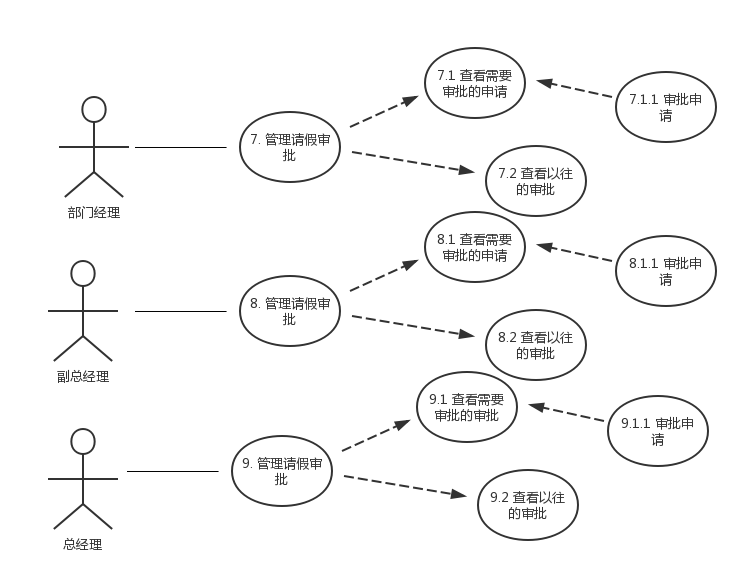 7.1 查看需要
审批的申请
7.1.1 审批申
请
7. 管理请假审
批
7.2 查看以往
的审批
部门经理
8.1 查看需要
审批的申请
8.1.1 审批申
请
8. 管理请假审
批
8.2 查看以往
的审批
副总经理
9.1 查看需要
审批的审批
9.1.1 审批申
请
9. 管理请假审
批
9.2 查看以往
的审批
总经理